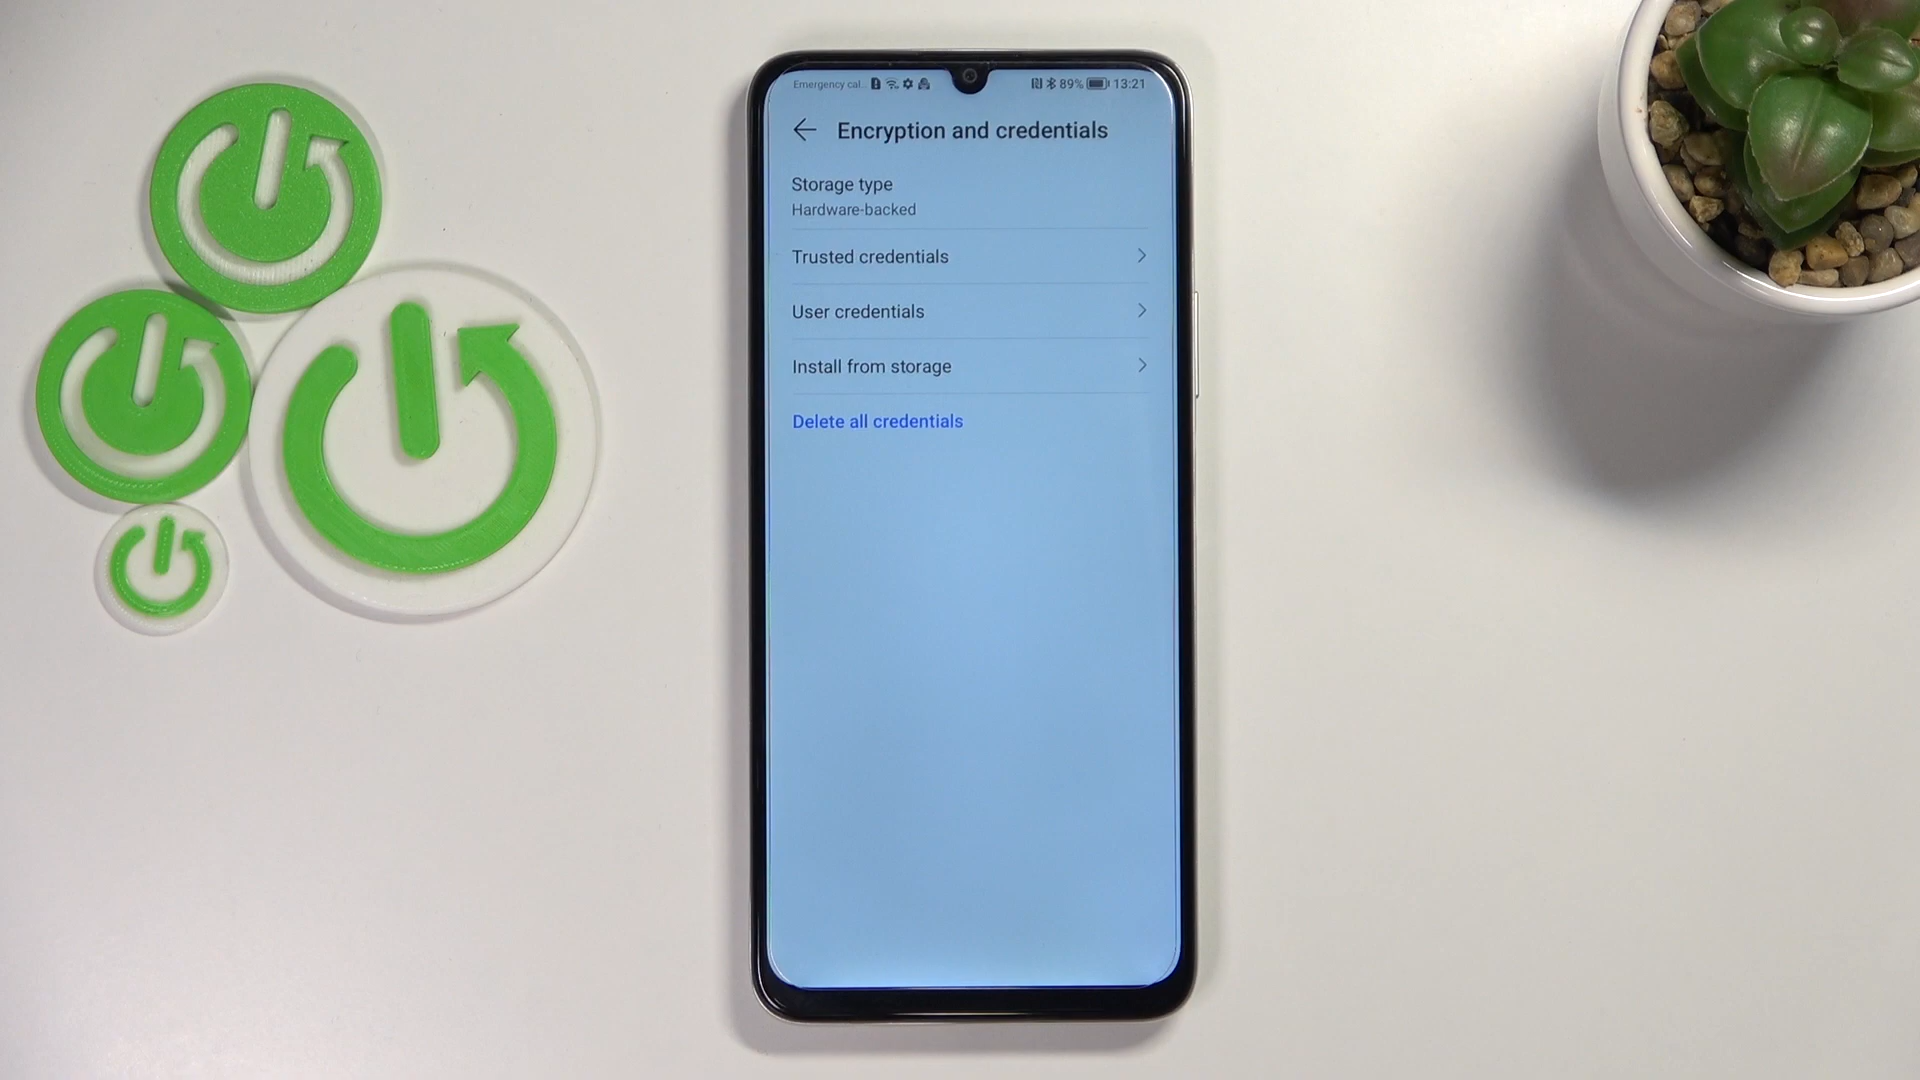 Emergency cal... 89% 13:21
Encryption and credentials
Storage type
Hardware-backed
Trusted credentials
User credentials
Install from storage
Delete all credentials